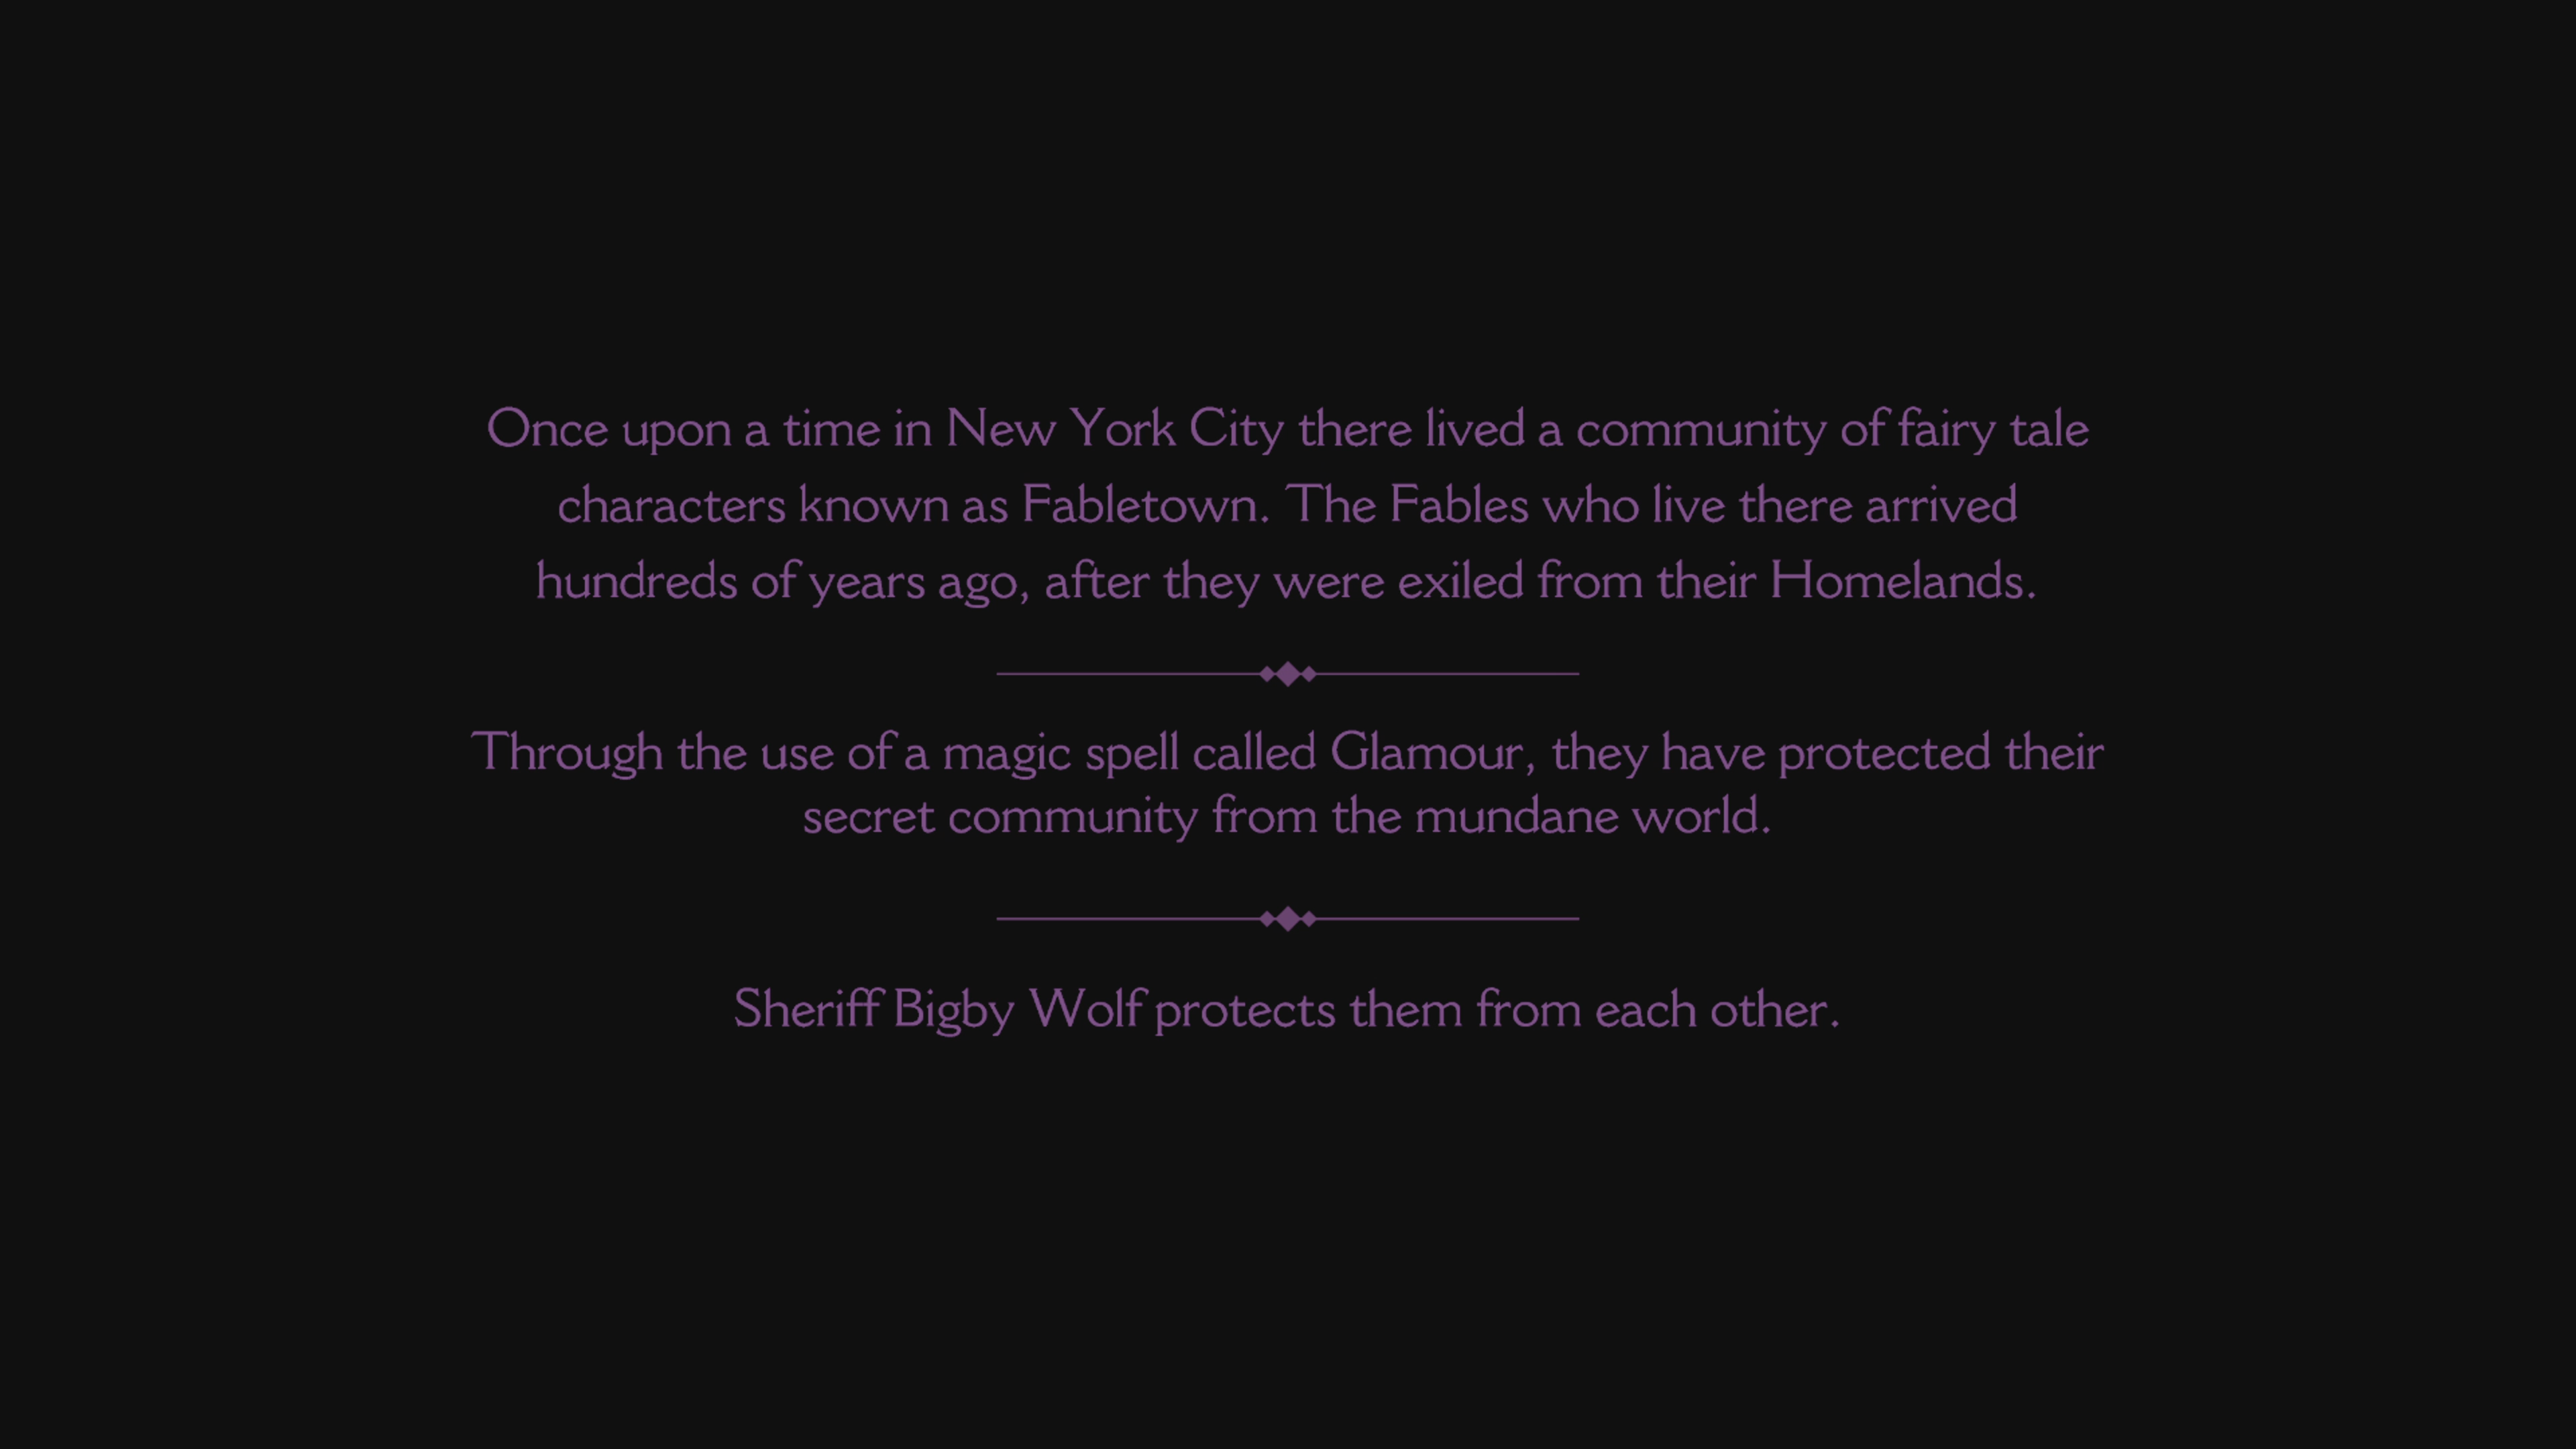 Once upon a time in New York City there lived a community of fairy tale
characters known as Fabletown. The Fables who live there arrived
hundreds of years ago, after they were exiled from their Homelands.
Through the use of a magic spell called Glamour, they have protected their
secret community from the mundane world.
Sheriff Bigby Wolf protects them from each other.